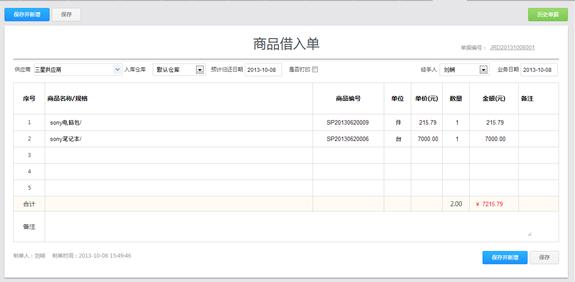 保存并新增 保存 历史单据
商品借入单
单据编号： JRD20131008001
供应商 三星供应商 入库仓库 默认仓库 预计归还日期 2013-10-08 是否打印 经手人 刘娴 业务日期 2013-10-08
序号 商品名称/规格 商品编号 单位 单价(元) 数量 金额(元) 备注
1 sony电脑包/ SP20130620009 件 215.79 1 215.79
2 sony笔记本/ SP20130620006 台 7000.00 1 7000.00
3
4
5
合计 2.00 ￥ 7215.79
备注
制单人：刘娴 制单时间：2013-10-08 15:49:46 保存并新增 保存